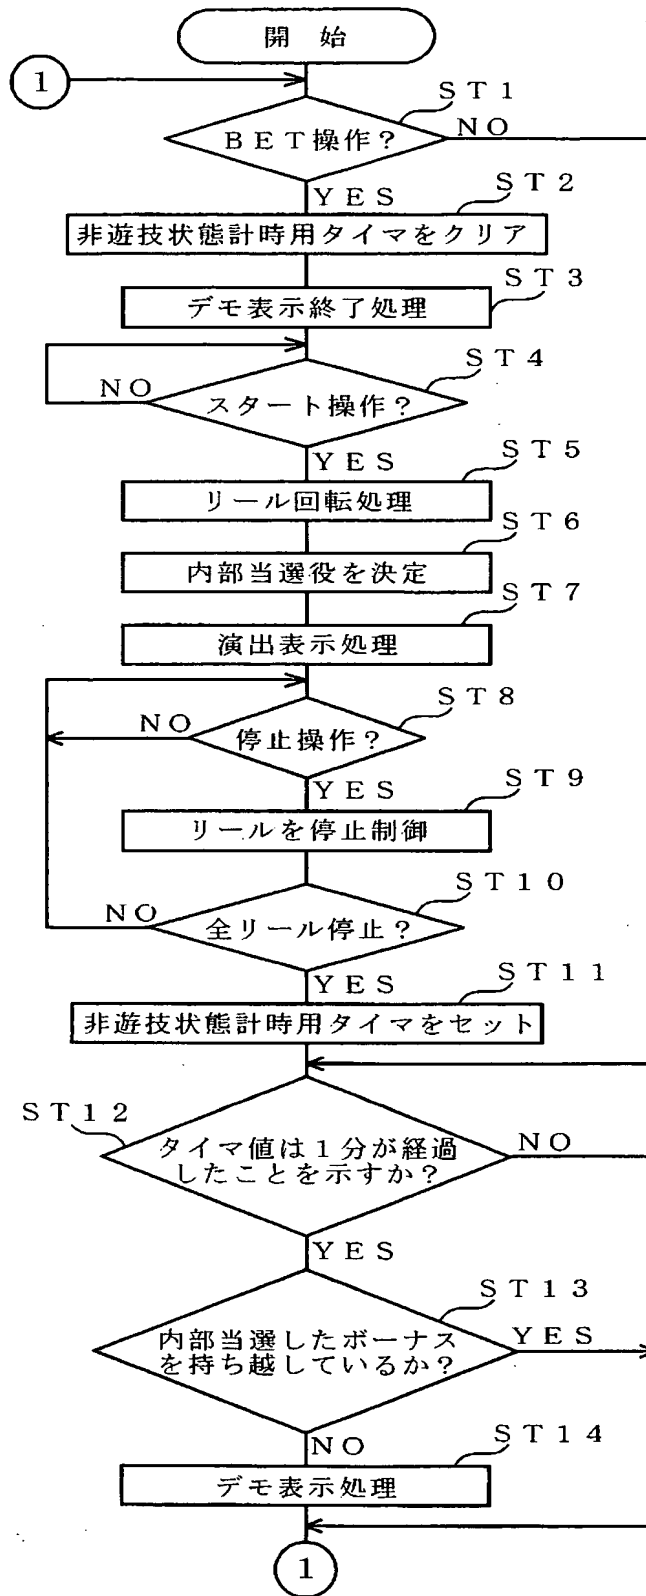 開 始
1
ST1
BET操作?
NO
YES
ST2
非遊技状態計時用タイマをクリア
ST3
デモ表示終了処理
ST4
NO
スタート操作?
YES
ST5
リール回転処理
ST6
内部当選役を決定
ST7
演出表示処理
ST8
NO
停止操作?
YES
ST9
リールを停止制御
ST10
NO
全リール停止?
YES
ST11
非遊技状態計時用タイマをセット
ST12
タイマ値は1分が経過
したことを示すか?
NO
YES
ST13
内部当選したボーナス
を持ち越しているか?
YES
NO
ST14
デモ表示処理
1